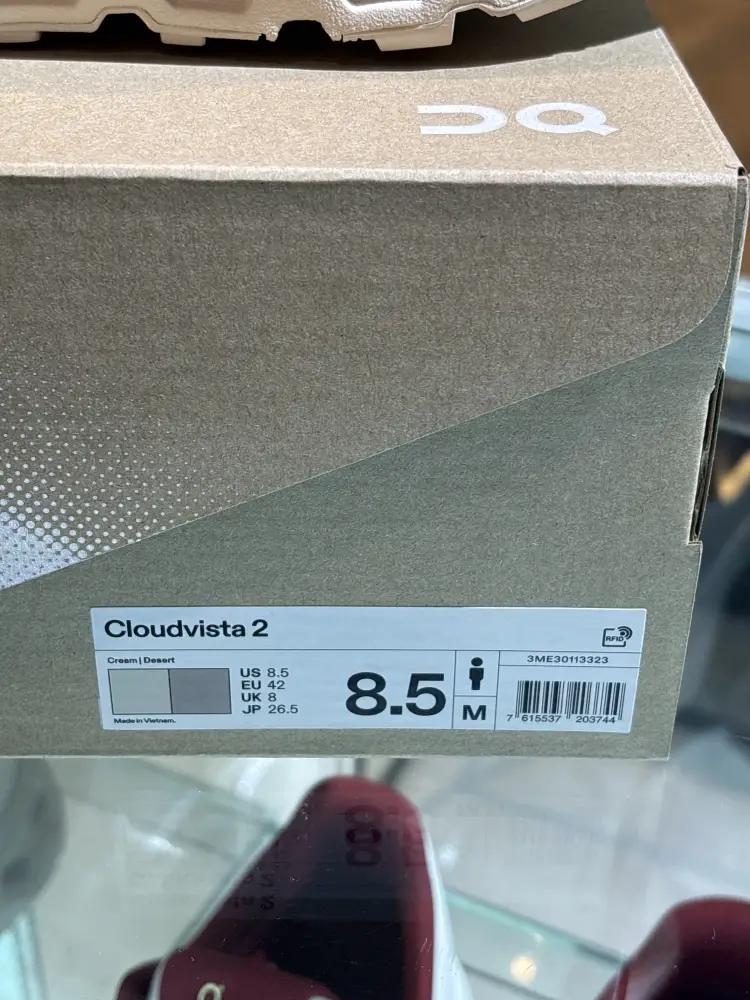 On
Cloudvista 2
RFID
Cream | Desert
US 8.5
EU 42
UK 8
JP 26.5
8.5
M
3ME30113323
7 615537 203744
Made in Vietnam.